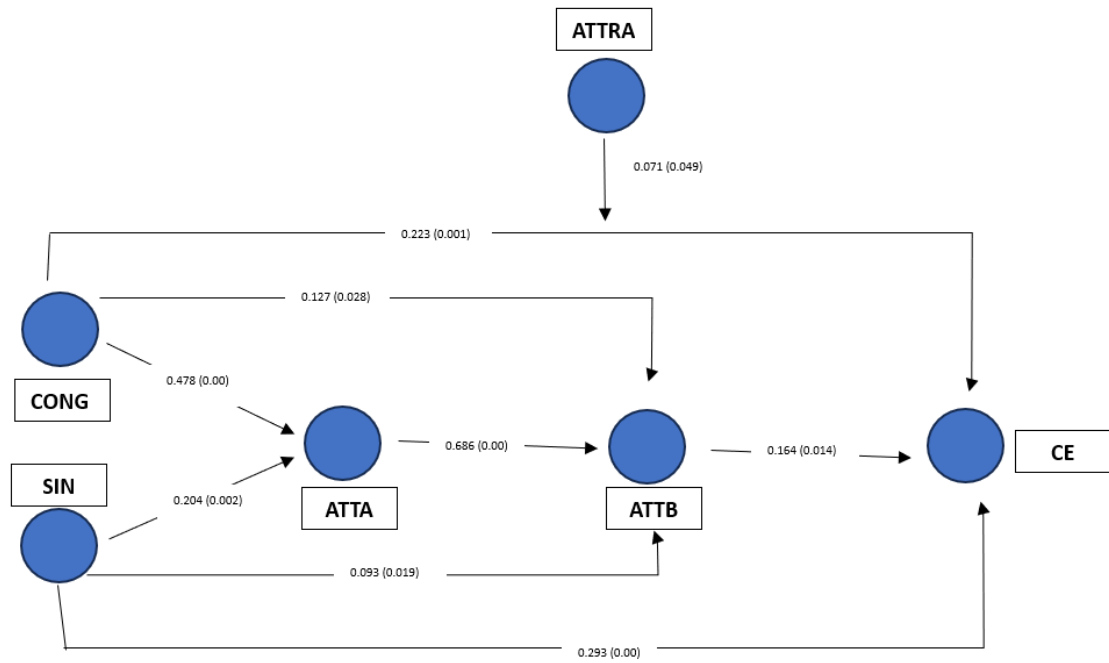 ATTRA
0.071 (0.049)
0.223 (0.001)
0.127 (0.028)
0.478 (0.00)
CONG
0.686 (0.00)
0.164 (0.014)
CE
SIN
0.204 (0.002)
ATTA
ATTB
0.093 (0.019)
0.293 (0.00)